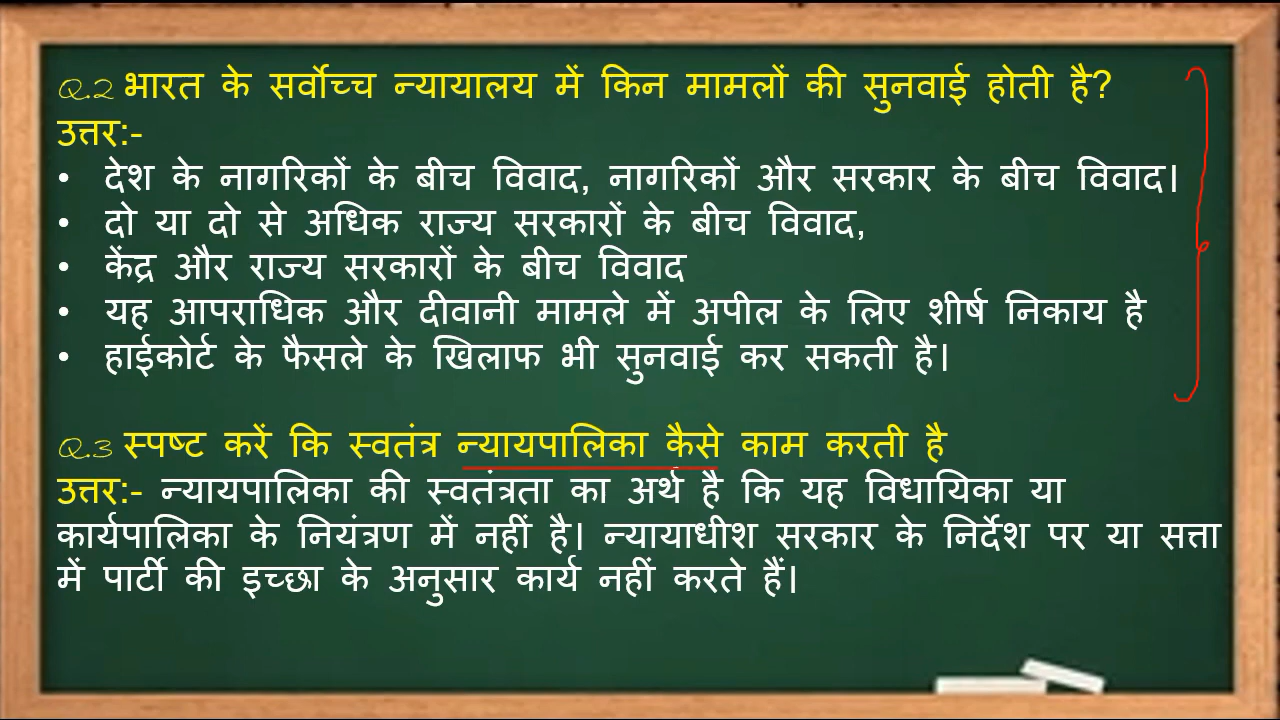 Q.2 भारत के सर्वोच्च न्यायालय में किन मामलों की सुनवाई होती है?
उत्तर:-
• देश के नागरिकों के बीच विवाद, नागरिकों और सरकार के बीच विवाद।
• दो या दो से अधिक राज्य सरकारों के बीच विवाद,
• केंद्र और राज्य सरकारों के बीच विवाद
• यह आपराधिक और दीवानी मामले में अपील के लिए शीर्ष निकाय है
• हाईकोर्ट के फैसले के खिलाफ भी सुनवाई कर सकती है।
Q.3 स्पष्ट करें कि स्वतंत्र न्यायपालिका कैसे काम करती है
उत्तर:- न्यायपालिका की स्वतंत्रता का अर्थ है कि यह विधायिका या
कार्यपालिका के नियंत्रण में नहीं है। न्यायाधीश सरकार के निर्देश पर या सत्ता
में पार्टी की इच्छा के अनुसार कार्य नहीं करते हैं।